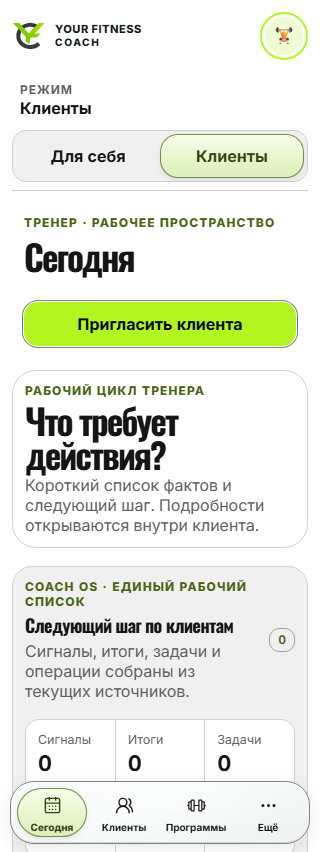 YOUR FITNESS
COACH
РЕЖИМ
Клиенты
Для себя
Клиенты
ТРЕНЕР · РАБОЧЕЕ ПРОСТРАНСТВО
Сегодня
Пригласить клиента
РАБОЧИЙ ЦИКЛ ТРЕНЕРА
Что требует
действия?
Короткий список фактов и
следующий шаг. Подробности
открываются внутри клиента.
COACH OS · ЕДИНЫЙ РАБОЧИЙ
СПИСОК
Следующий шаг по клиентам
0
Сигналы, итоги, задачи и
операции собраны из
текущих источников.
Сигналы
Итоги
Задачи
0
0
0
Сегодня
Клиенты
Программы
Ещё